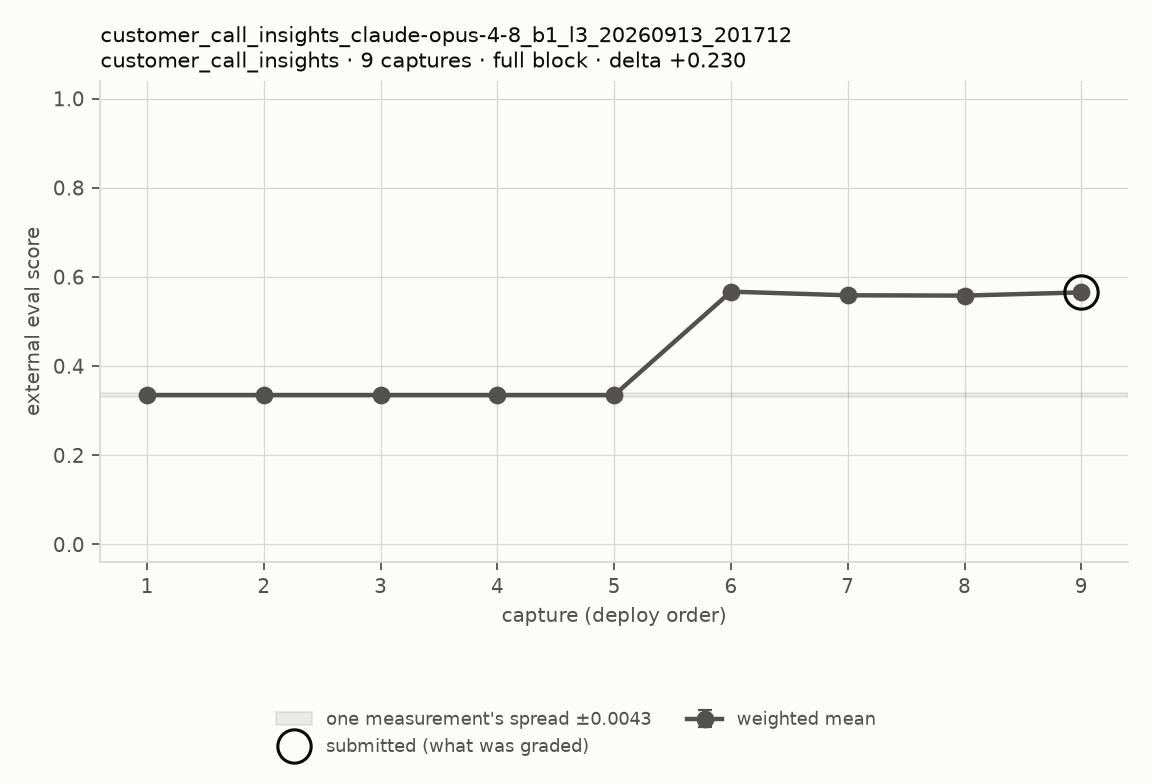 customer_call_insights_claude-opus-4-8_b1_l3_20260913_201712
customer_call_insights · 9 captures · full block · delta +0.230
external eval score
1.0
0.8
0.6
0.4
0.2
0.0
1 2 3 4 5 6 7 8 9
capture (deploy order)
one measurement's spread ±0.0043
weighted mean
submitted (what was graded)